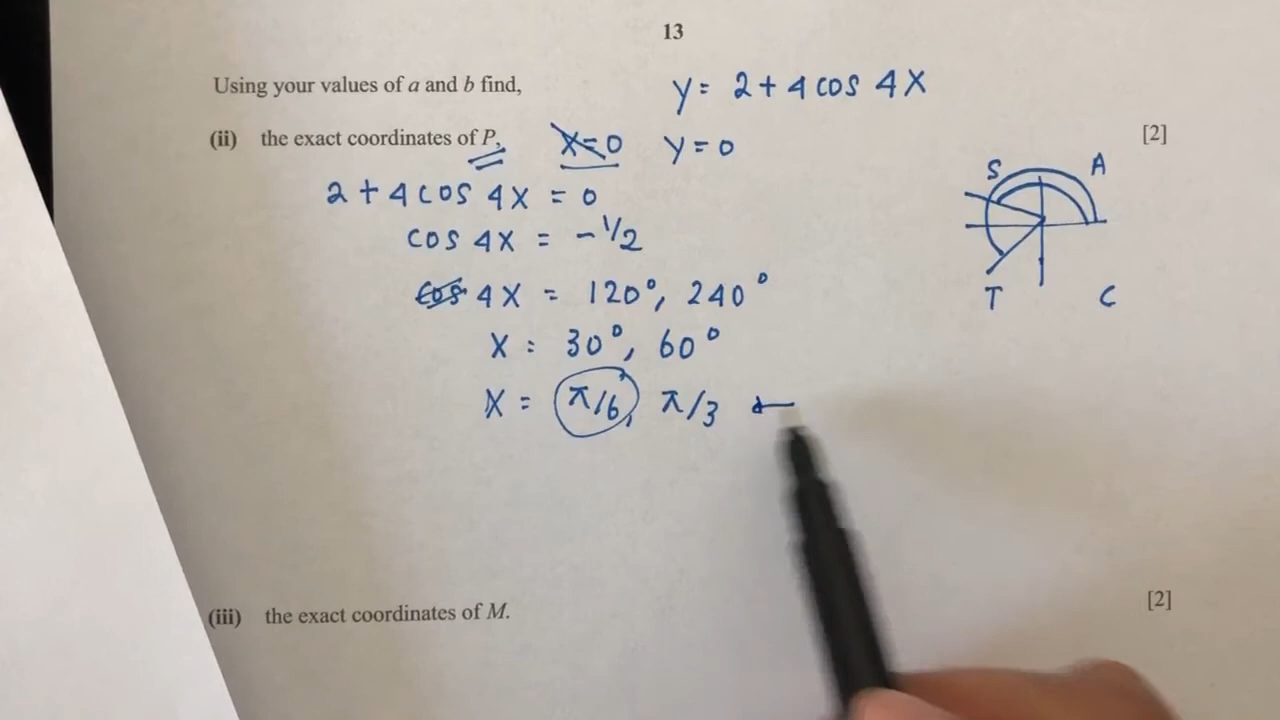 13
Using your values of a and b find,
y = 2 + 4 cos 4x
(ii) the exact coordinates of P, x=0 y = 0 [2]
2 + 4 cos 4x = 0
cos 4x = -1/2
cos 4x = 120°, 240°
x = 30°, 60°
x = π/6, π/3 ←
S A
T C
(iii) the exact coordinates of M. [2]